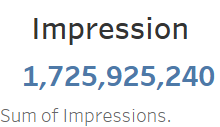 Impression
1,725,925,240
Sum of Impressions.